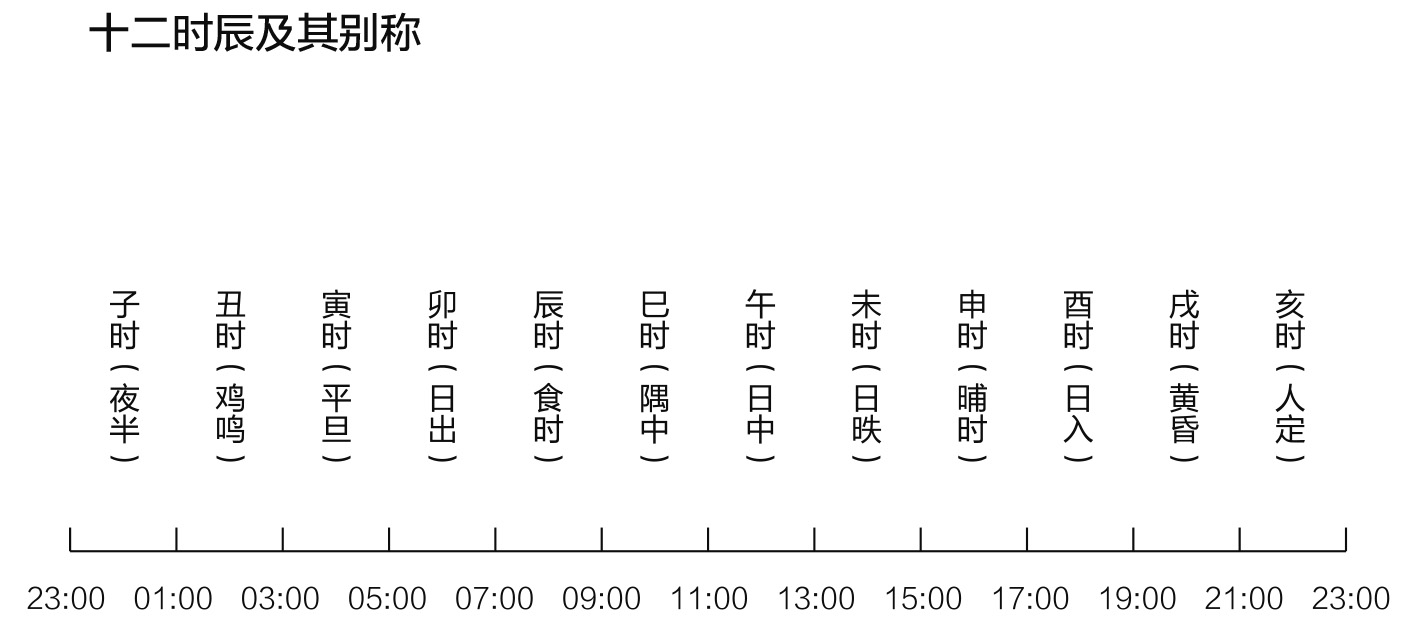 十二时辰及其别称
子时(夜半)
丑时(鸡鸣)
寅时(平旦)
卯时(日出)
辰时(食时)
巳时(隅中)
午时(日中)
未时(日昳)
申时(晡时)
酉时(日入)
戌时(黄昏)
亥时(人定)
23:00 01:00 03:00 05:00 07:00 09:00 11:00 13:00 15:00 17:00 19:00 21:00 23:00